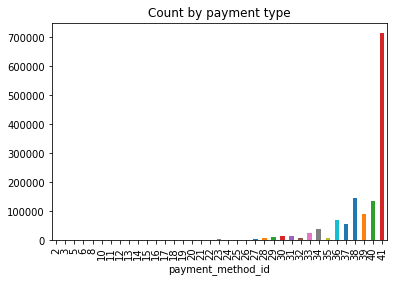 Count by payment type
700000
600000
500000
400000
300000
200000
100000
0
2 3 5 6 8 10 11 12 13 14 15 16 17 18 19 20 21 22 23 24 25 26 27 28 29 30 31 32 33 34 35 36 37 38 39 40 41
payment_method_id